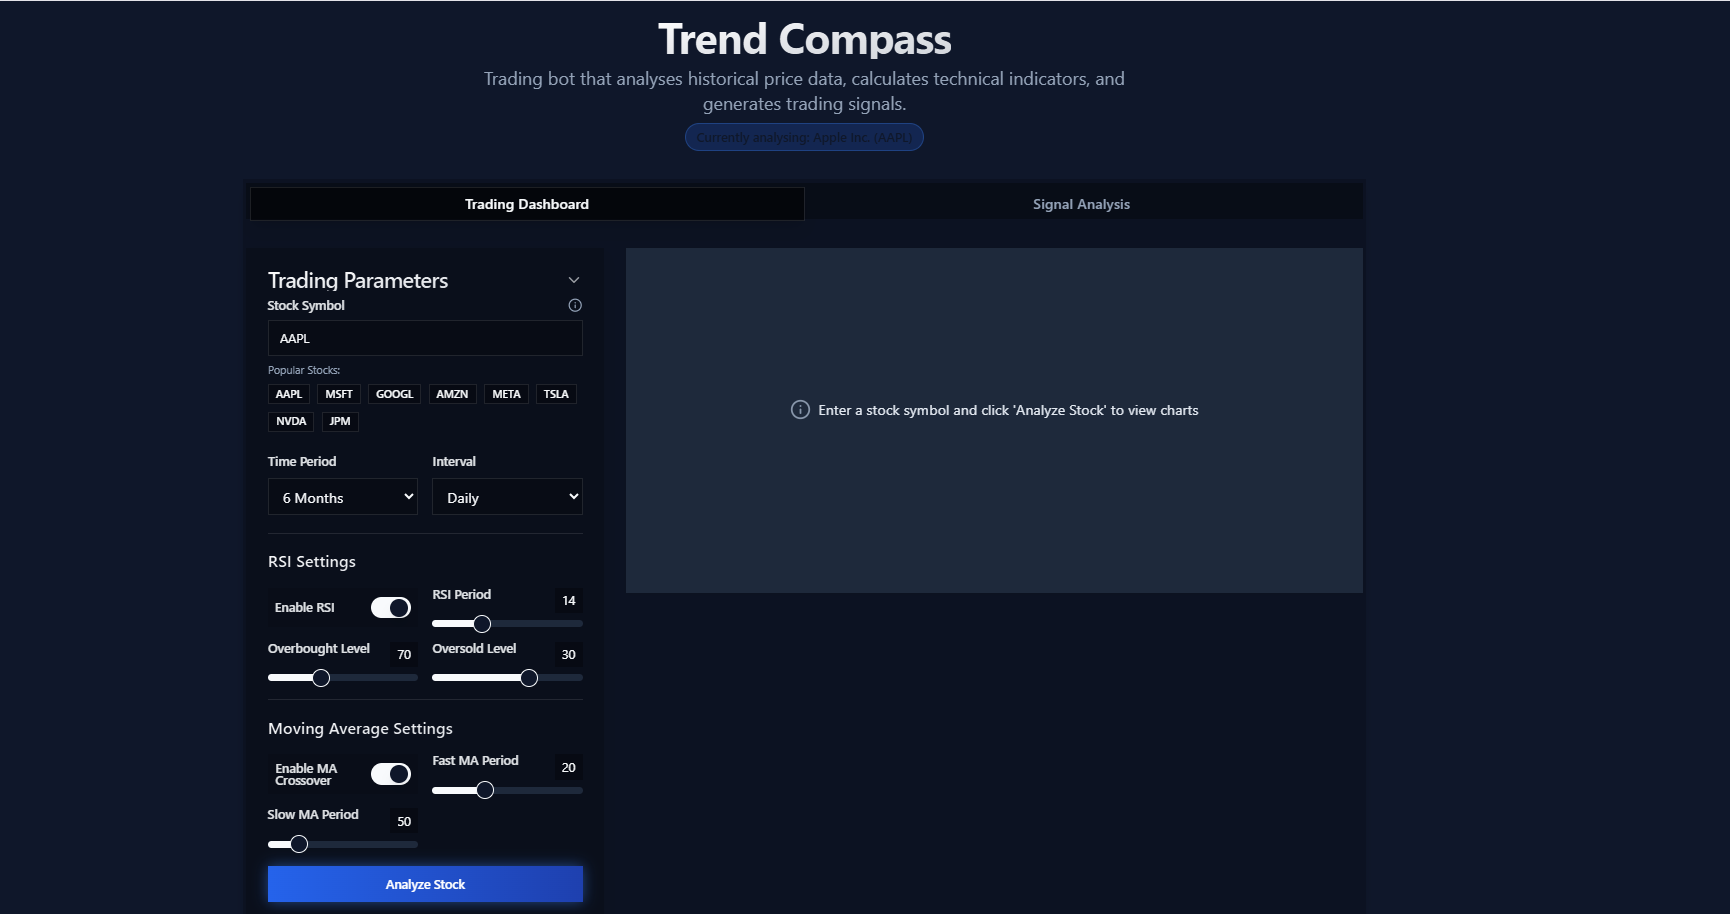 Trend Compass
Trading bot that analyses historical price data, calculates technical indicators, and
generates trading signals.
Currently analysing: Apple Inc. (AAPL)
Trading Dashboard
Signal Analysis
Trading Parameters
Stock Symbol
AAPL
Popular Stocks:
AAPL MSFT GOOGL AMZN META TSLA
NVDA JPM
Time Period
Interval
6 Months
Daily
RSI Settings
Enable RSI
RSI Period
14
Overbought Level
70
Oversold Level
30
Moving Average Settings
Enable MA
Crossover
Fast MA Period
20
Slow MA Period
50
Analyze Stock
Enter a stock symbol and click 'Analyze Stock' to view charts